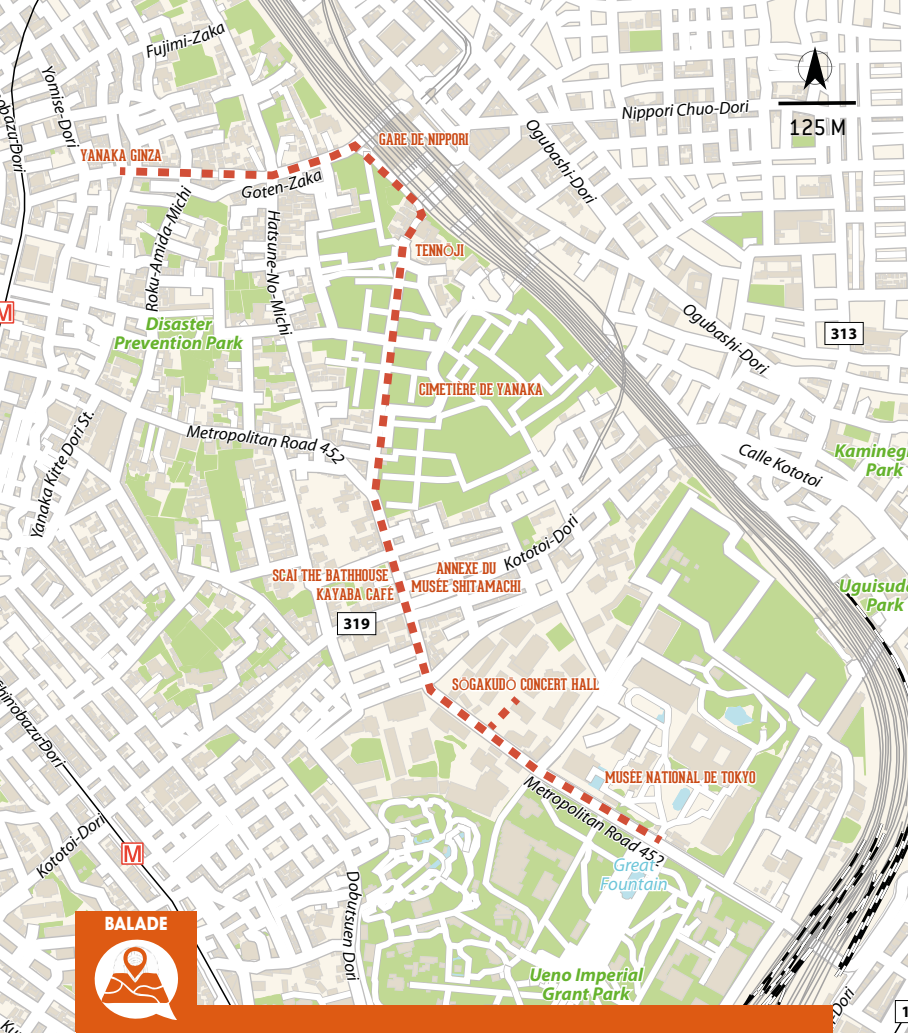 Fujimi-Zaka
Yomise-Dori
Nippori Chuo-Dori
125 M
Ogubashi-Dori
GARE DE NIPPORI
YANAKA GINZA
Goten-Zaka
Roku-Amida-Michi
Hatsune-No-Michi
TENNŌJI
M
Disaster
Prevention Park
Ogubashi-Dori
313
CIMETIÈRE DE YANAKA
Yanaka Kitte Dori St.
Metropolitan Road 452
Calle Kototoi
Park
Kototoi-Dori
SCAI THE BATHHOUSE
KAYABA CAFÉ
ANNEXE DU
MUSÉE SHITAMACHI
319
Park
SŌGAKUDŌ CONCERT HALL
MUSÉE NATIONAL DE TOKYO
Metropolitan Road 452
Great
Fountain
Kototoi-Dori
M
Dobutsuen Dori
BALADE
Ueno Imperial
Grant Park